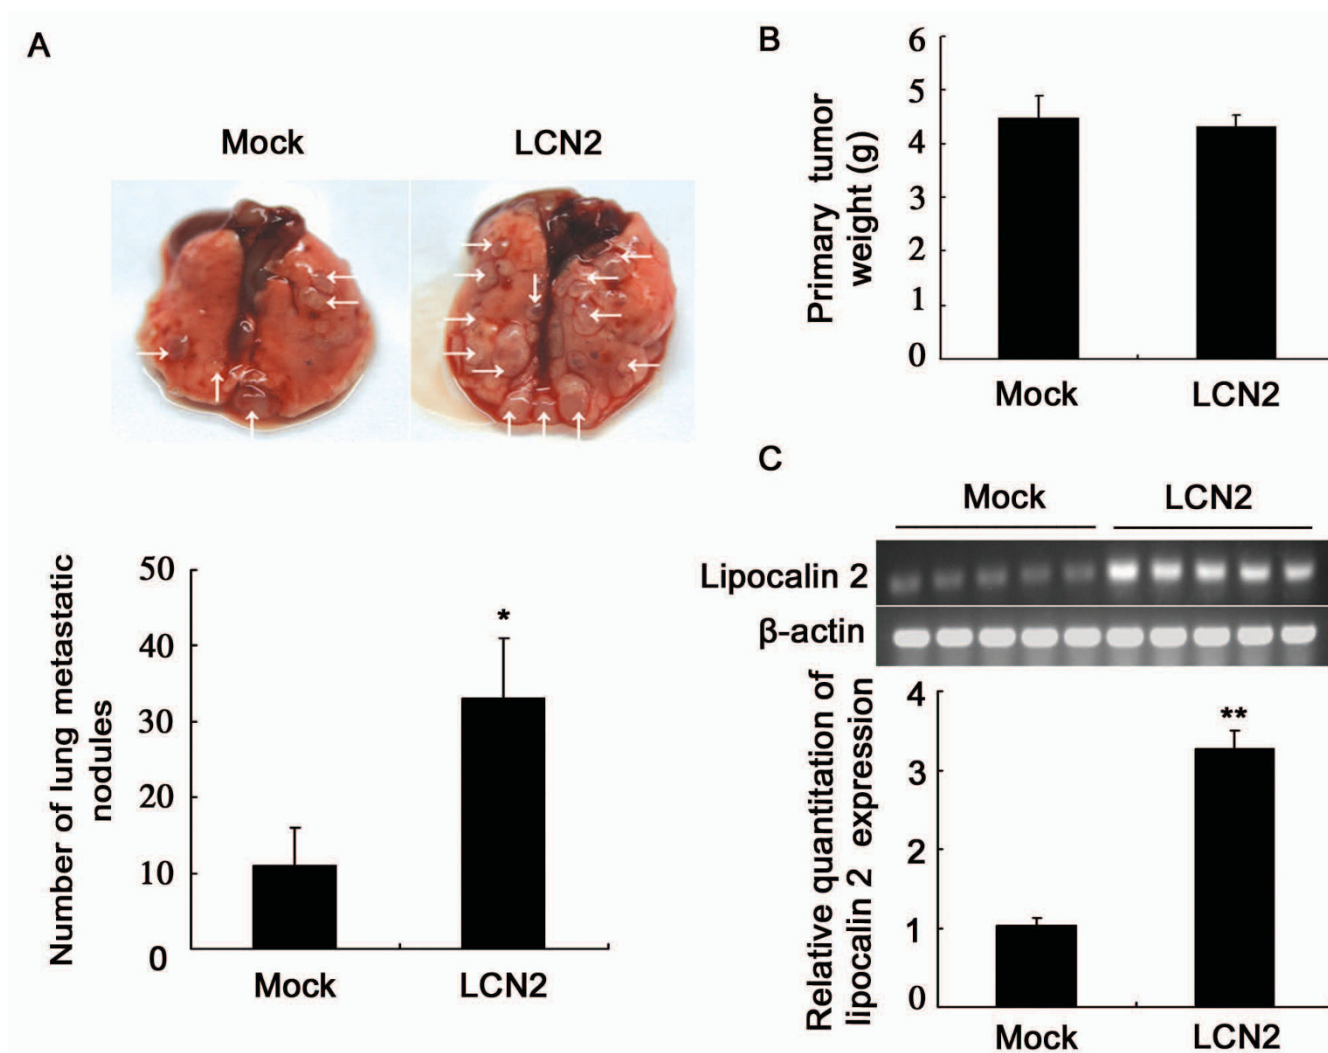 A
Mock
LCN2
Number of lung metastatic
nodules
50
40
30
20
10
0
*
Mock
LCN2
B
Primary tumor
weight (g)
6
5
4
3
2
1
0
Mock
LCN2
C
Mock
LCN2
Lipocalin 2
β-actin
Relative quantitation of
lipocalin 2 expression
4
3
2
1
0
**
Mock
LCN2